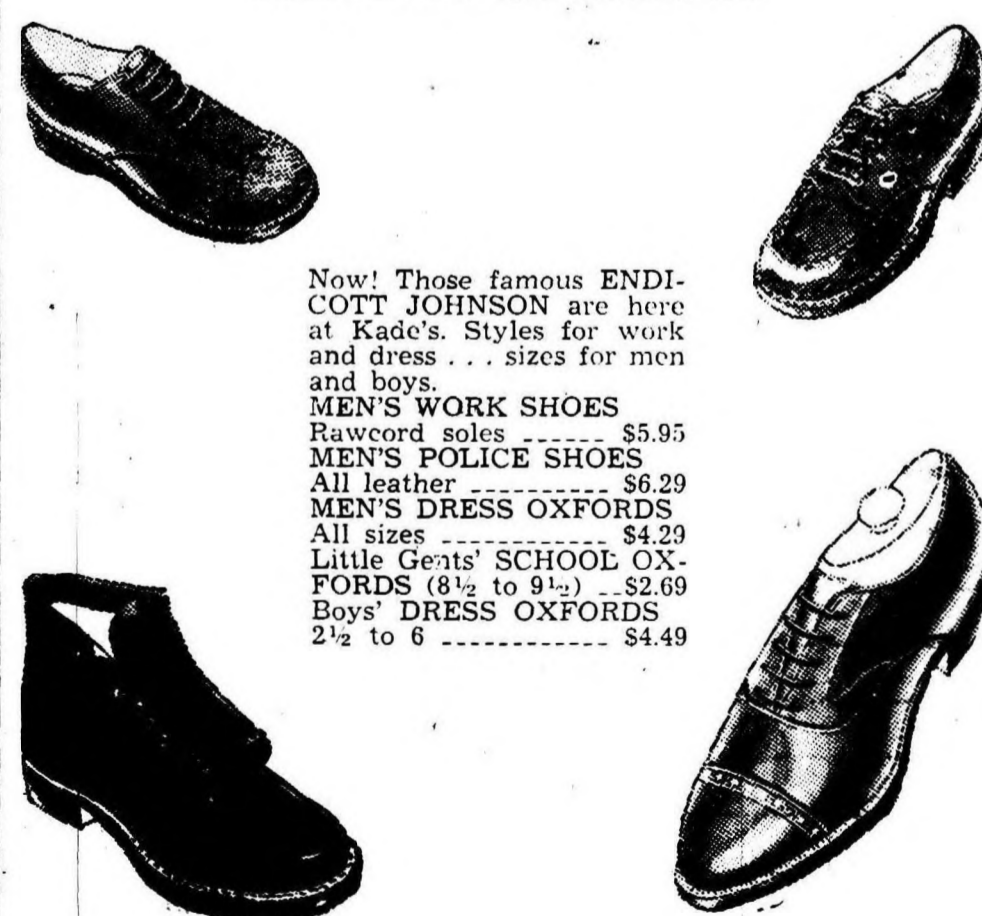 Now! Those famous ENDI-
COTT JOHNSON are here
at Kade's. Styles for work
and dress . . . sizes for men
and boys.
MEN'S WORK SHOES
Rawcord soles ------ $5.95
MEN'S POLICE SHOES
All leather ---------- $6.29
MEN'S DRESS OXFORDS
All sizes ------------ $4.29
Little Gents' SCHOOL OX-
FORDS (8½ to 9½) --$2.69
Boys' DRESS OXFORDS
2½ to 6 ------------ $4.49